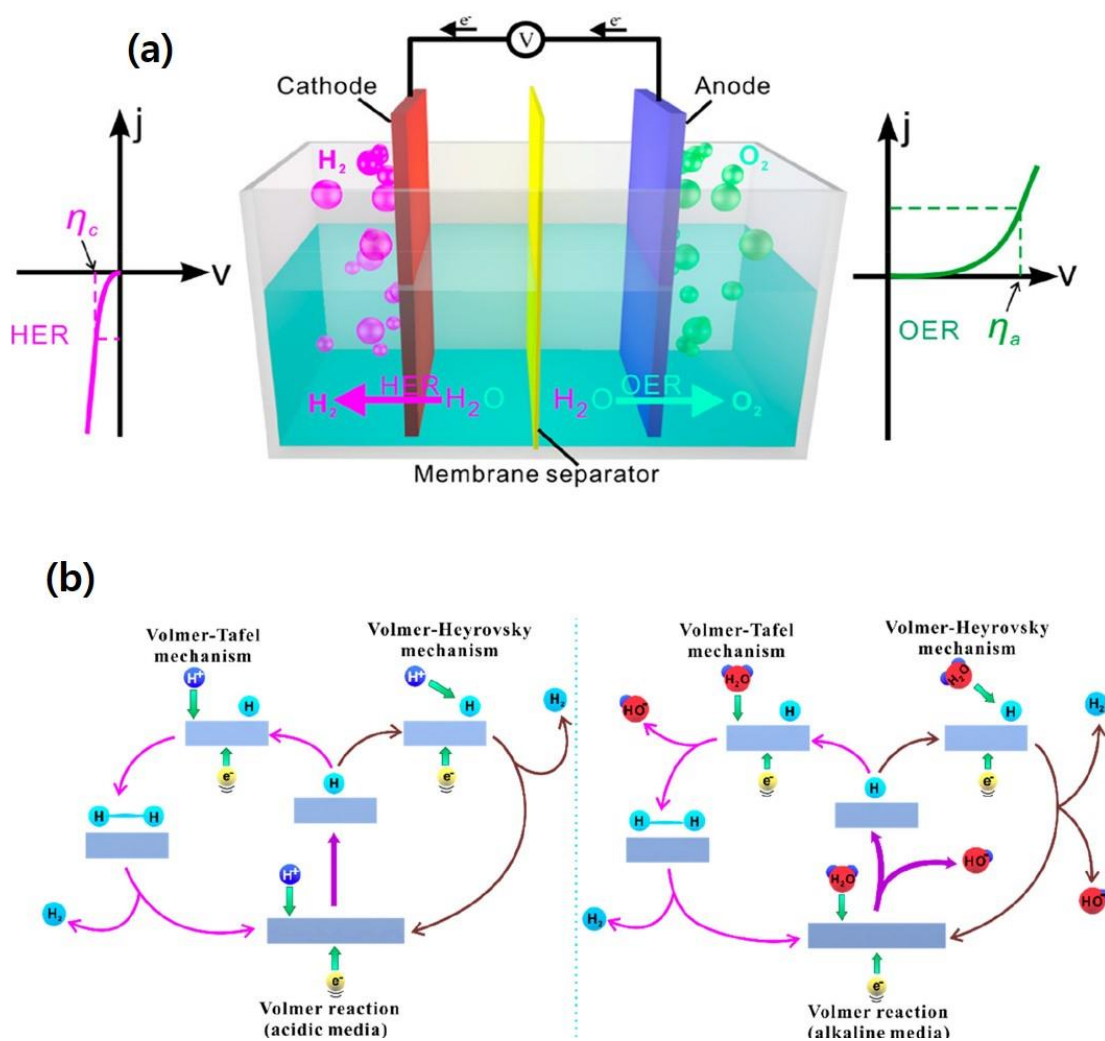 (a)
e-
V
e-
Cathode
Anode
j
H2
O2
j
ηc
V
V
HER
OER
ηa
HER
OER
H2
H2O
H2O
O2
Membrane separator
(b)
Volmer-Tafel
mechanism
Volmer-Heyrovsky
mechanism
H+
H+
H
H
H2
e-
e-
H
H
H
H+
H2
e-
Volmer reaction
(acidic media)
Volmer-Tafel
mechanism
Volmer-Heyrovsky
mechanism
H2O
H2O
HO-
H
H
H2
e-
e-
H
H
H
H2O
HO-
HO-
H2
e-
Volmer reaction
(alkaline media)